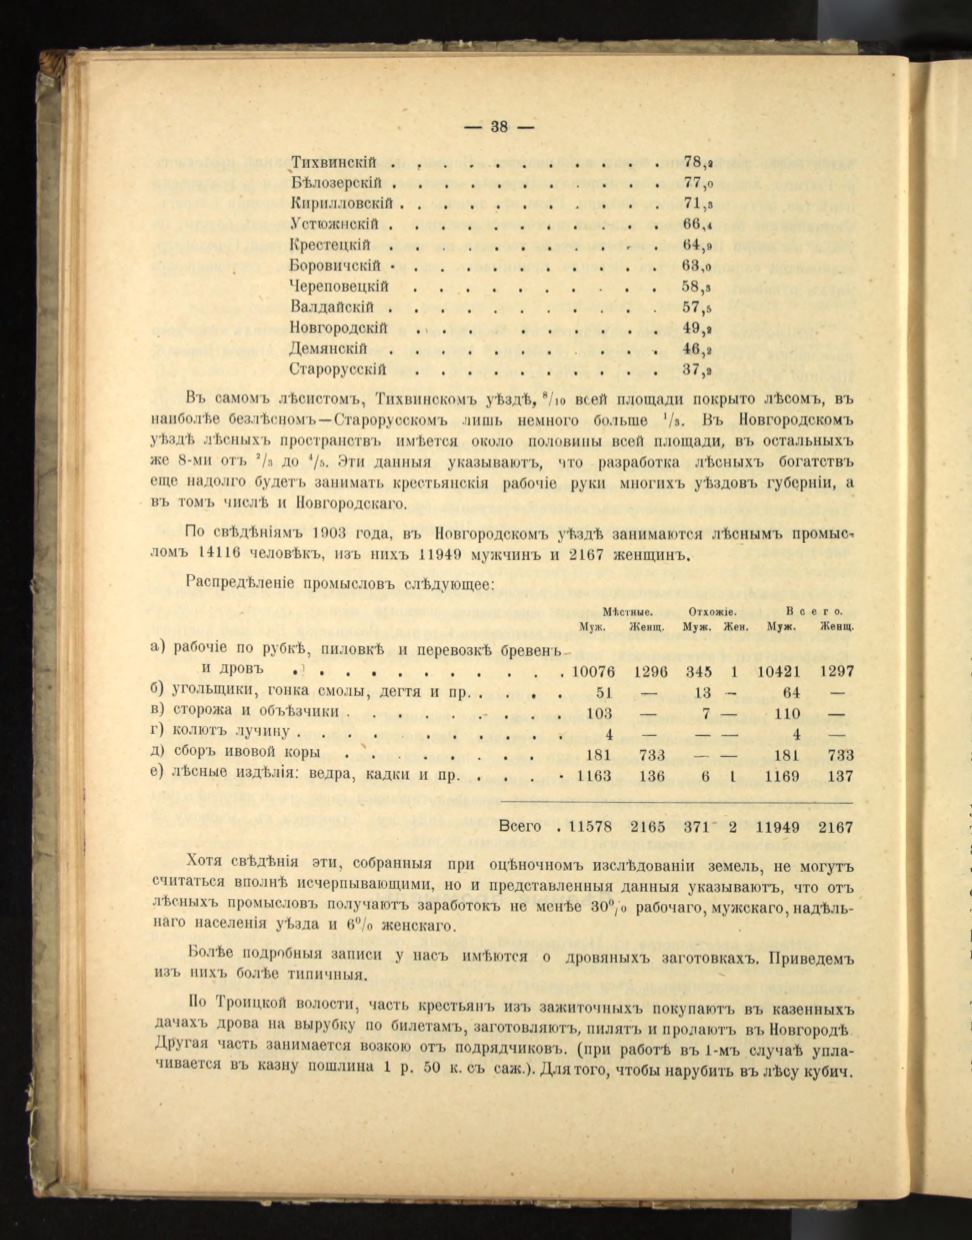 — 38 —
Тихвинскій . . . . . . . . . . . 78,2
Бѣлозерскій . . . . . . . . . . . 77,0
Кирилловскій . . . . . . . . . . . 71,3
Устюжнскій . . . . . . . . . . . 66,4
Крестецкій . . . . . . . . . . . 64,9
Боровичскій . . . . . . . . . . . 63,0
Череповецкій . . . . . . . . . . 58,3
Валдайскій . . . . . . . . . . . 57,5
Новгородскій . . . . . . . . . . 49,2
Демянскій . . . . . . . . . . . 46,2
Старорусскій . . . . . . . . . . 37,2
Въ самомъ лѣсистомъ, Тихвинскомъ уѣздѣ, 8/10 всей площади покрыто лѣсомъ, въ
наиболѣе безлѣсномъ—Старорусскомъ лишь немного больше 1/3. Въ Новгородскомъ
уѣздѣ лѣсныхъ пространствъ имѣется около половины всей площади, въ остальныхъ
же 8-ми отъ 2/3 до 4/5. Эти данныя указываютъ, что разработка лѣсныхъ богатствъ
еще надолго будетъ занимать крестьянскія рабочіе руки многихъ уѣздовъ губерніи, а
въ томъ числѣ и Новгородскаго.
По свѣдѣніямъ 1903 года, въ Новгородскомъ уѣздѣ занимаются лѣснымъ промыс-
ломъ 14116 человѣкъ, изъ нихъ 11949 мужчинъ и 2167 женщинъ.
Распредѣленіе промысловъ слѣдующее:
Мѣстные. Отхожіе. Всего.
Муж. Женщ. Муж. Жен. Муж. Женщ.
а) рабочіе по рубкѣ, пиловкѣ и перевозкѣ бревенъ
и дровъ . . . . . . . . . . . 10076 1296 345 1 10421 1297
б) угольщики, гонка смолы, дегтя и пр. . . . . 51 — 13 — 64 —
в) сторожа и объѣзчики . . . . . . . . . 103 — 7 — 110 —
г) колютъ лучину . . . . . . . . . . 4 — — — 4 —
д) сборъ ивовой коры . . . . . . . . 181 733 — — 181 733
е) лѣсные издѣлія: ведра, кадки и пр. . . . . 1163 136 6 1 1169 137
Всего . 11578 2165 371 2 11949 2167
Хотя свѣдѣнія эти, собранныя при оцѣночномъ изслѣдованіи земель, не могутъ
считаться вполнѣ исчерпывающими, но и представленныя данныя указываютъ, что отъ
лѣсныхъ промысловъ получаютъ заработокъ не менѣе 30% рабочаго, мужскаго, надѣль-
наго населенія уѣзда и 6% женскаго.
Болѣе подробныя записи у насъ имѣются о дровяныхъ заготовкахъ. Приведемъ
изъ нихъ болѣе типичныя.
По Троицкой волости, часть крестьянъ изъ зажиточныхъ покупаютъ въ казенныхъ
дачахъ дрова на вырубку по билетамъ, заготовляютъ, пилятъ и продаютъ въ Новгородѣ.
Другая часть занимается возкою отъ подрядчиковъ. (при работѣ въ 1-мъ случаѣ упла-
чивается въ казну пошлина 1 р. 50 к. съ саж.). Для того, чтобы нарубить въ лѣсу кубич.